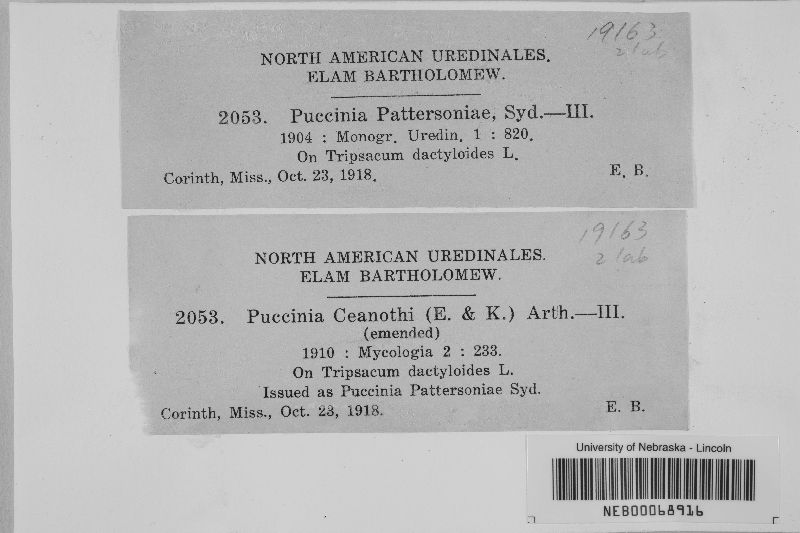 19163
2 lab
NORTH AMERICAN UREDINALES.
ELAM BARTHOLOMEW.
2053. Puccinia Pattersoniae, Syd.—III.
1904 : Monogr. Uredin. 1 : 820.
On Tripsacum dactyloides L.
Corinth, Miss., Oct. 23, 1918. E. B.
19163
2 lab
NORTH AMERICAN UREDINALES.
ELAM BARTHOLOMEW.
2053. Puccinia Ceanothi (E. & K.) Arth.—III.
(emended)
1910 : Mycologia 2 : 233.
On Tripsacum dactyloides L.
Issued as Puccinia Pattersoniae Syd.
Corinth, Miss., Oct. 23, 1918. E. B.
University of Nebraska - Lincoln
NEB00068916